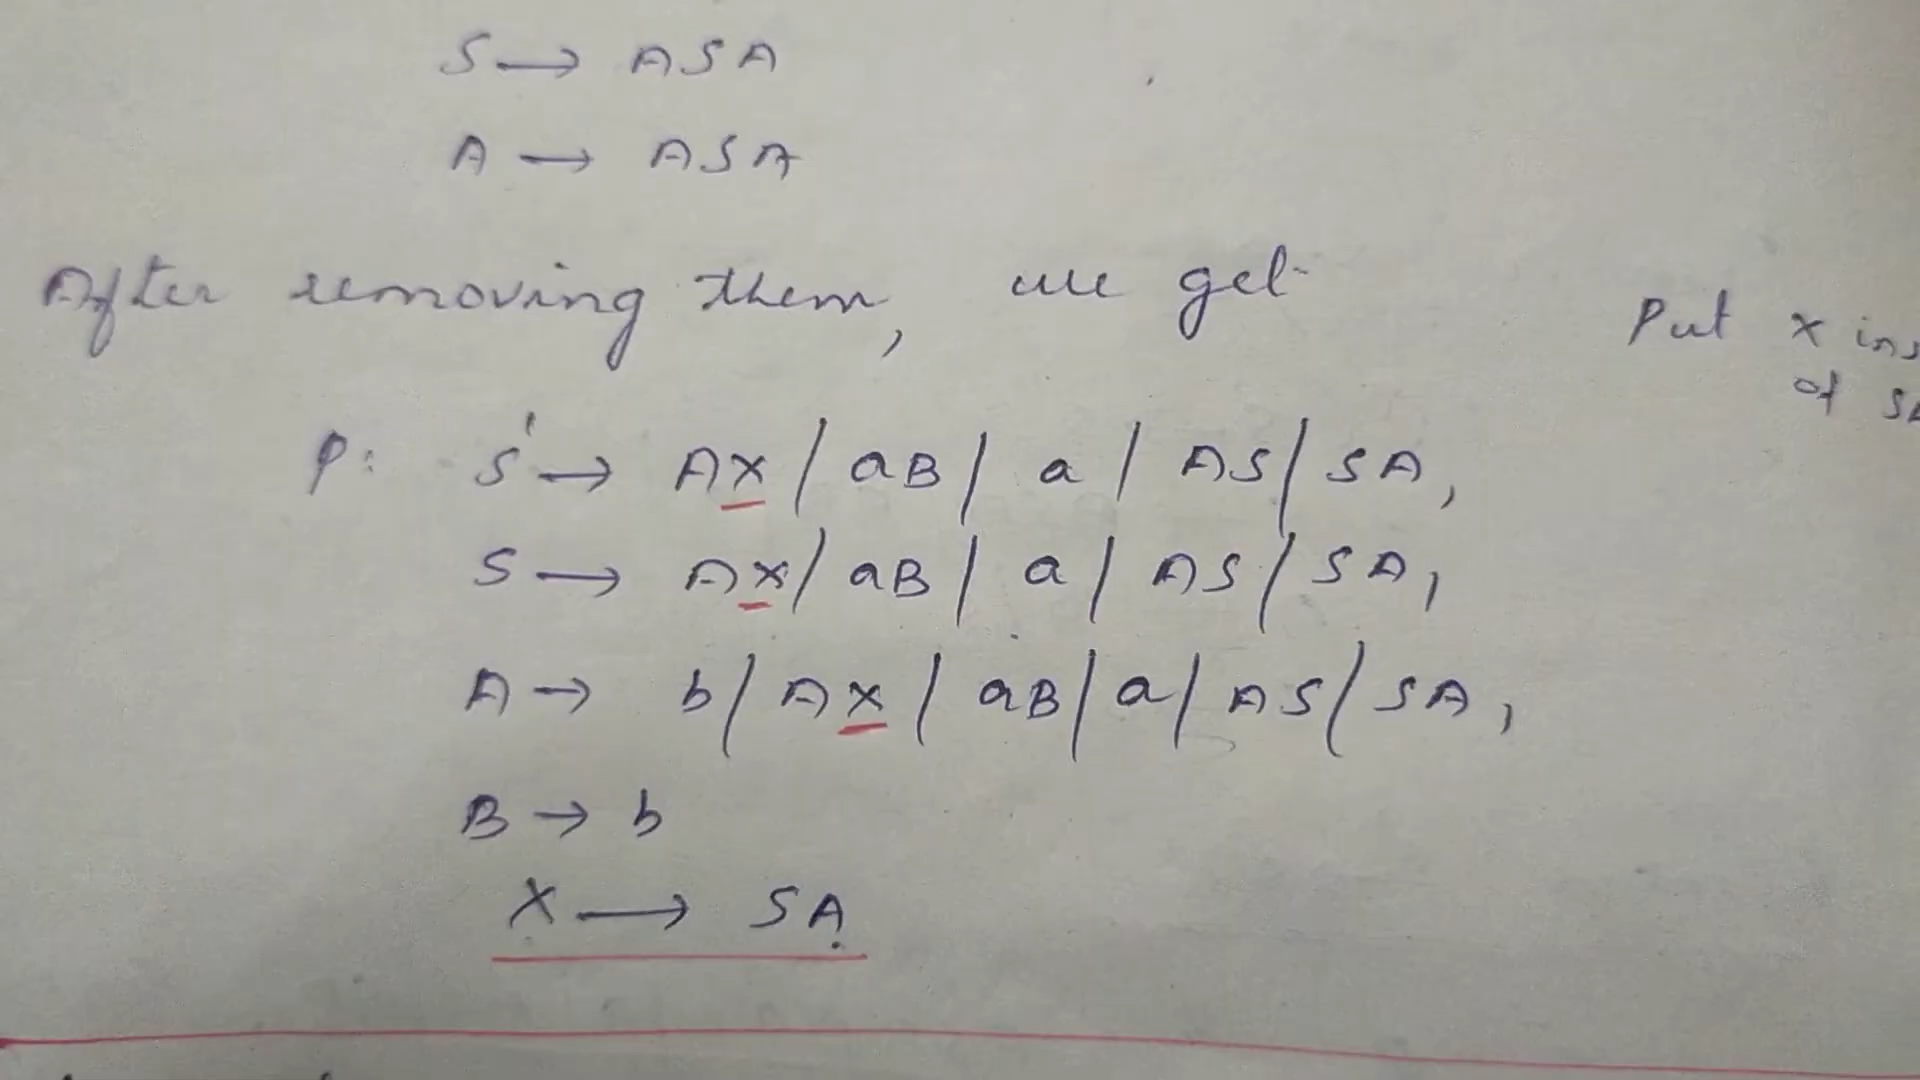 S → ASA
A → ASA
After removing them, we get
Put X
of
P: S' → AX / aB / a / AS / SA,
S → AX / aB / a / AS / SA,
A → b / AX / aB / a / AS / SA,
B → b
X → SA